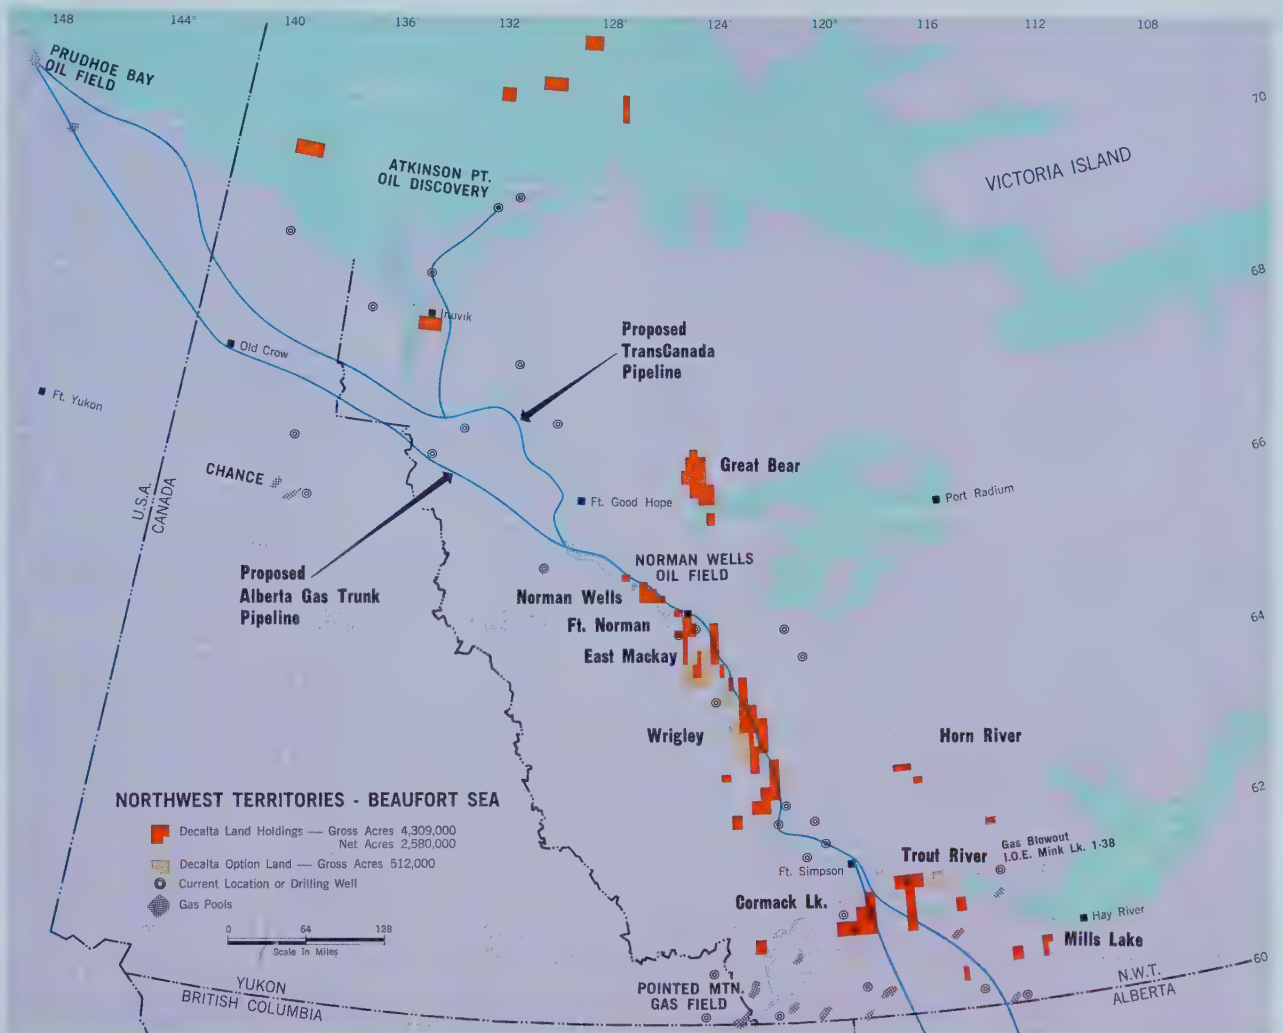 148 144° 140 136 132 128° 124° 120° 116 112 108
PRUDHOE BAY
OIL FIELD
70
ATKINSON PT.
OIL DISCOVERY
VICTORIA ISLAND
68
Inuvik
Proposed
TransCanada
Pipeline
Old Crow
Ft. Yukon
66
CHANCE
Great Bear
Port Radium
U.S.A.
CANADA
Ft. Good Hope
NORMAN WELLS
OIL FIELD
Proposed
Alberta Gas Trunk
Pipeline
Norman Wells
Ft. Norman
64
East Mackay
Wrigley
Horn River
62
NORTHWEST TERRITORIES - BEAUFORT SEA
Decalta Land Holdings — Gross Acres 4,309,000
Net Acres 2,580,000
Decalta Option Land — Gross Acres 512,000
Current Location or Drilling Well
Gas Pools
0 64 128
Scale in Miles
Gas Blowout
I.O.E. Mink Lk. 1-38
Trout River
Ft. Simpson
Cormack Lk.
Hay River
Mills Lake
60
YUKON
BRITISH COLUMBIA
POINTED MTN.
GAS FIELD
N.W.T.
ALBERTA